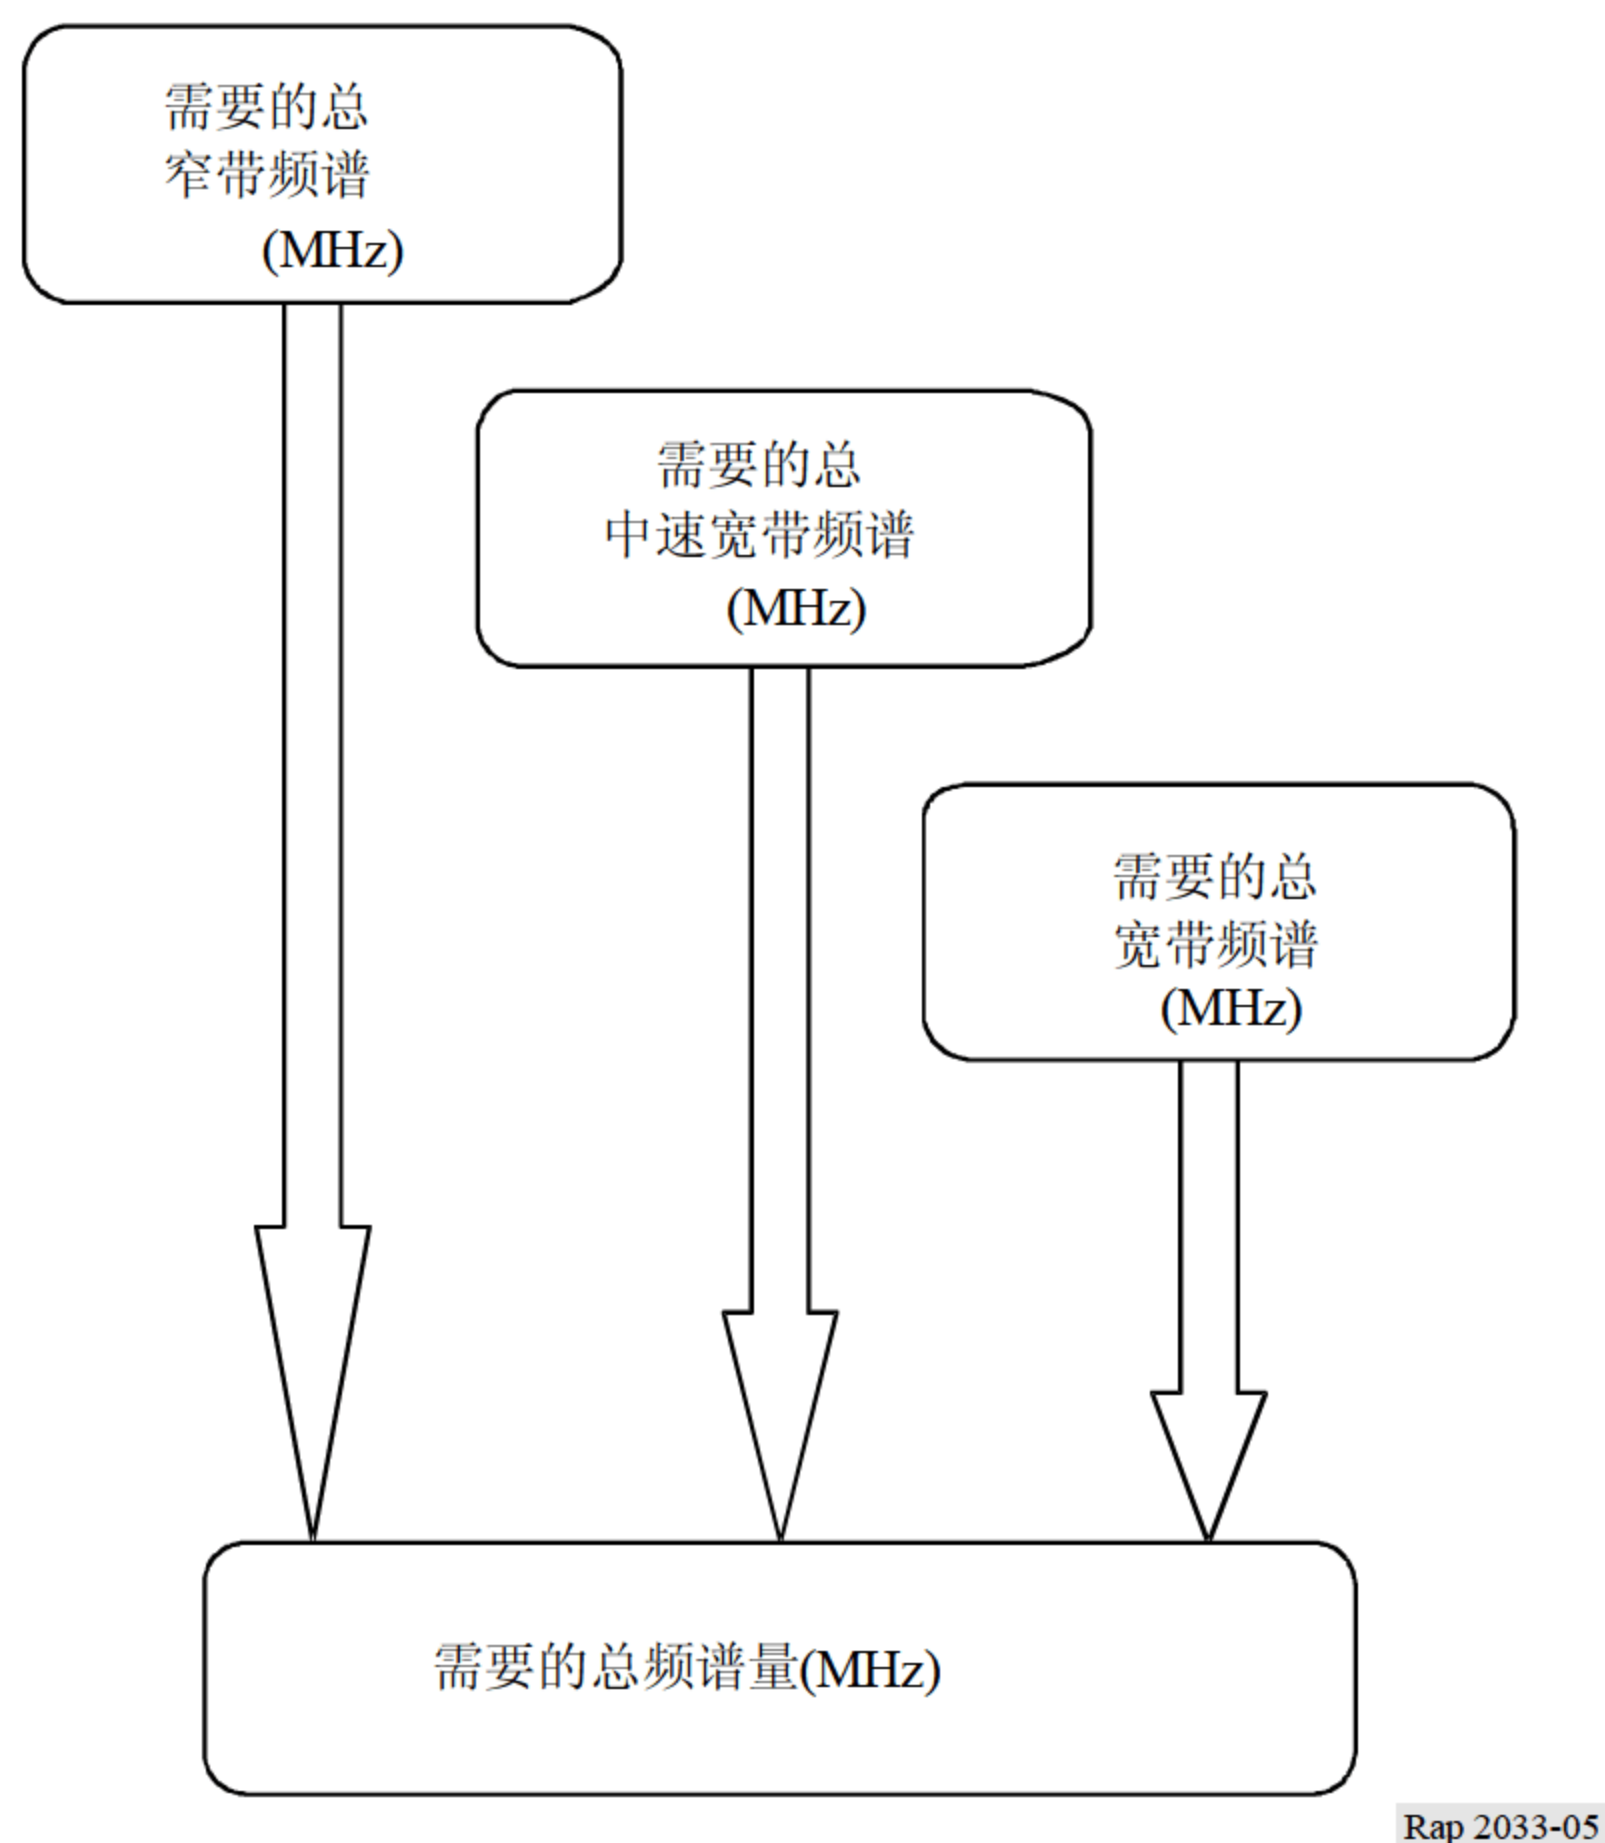 需要的总
窄带频谱
(MHz)
需要的总
中速宽带频谱
(MHz)
需要的总
宽带频谱
(MHz)
需要的总频谱量(MHz)
Rap 2033-05